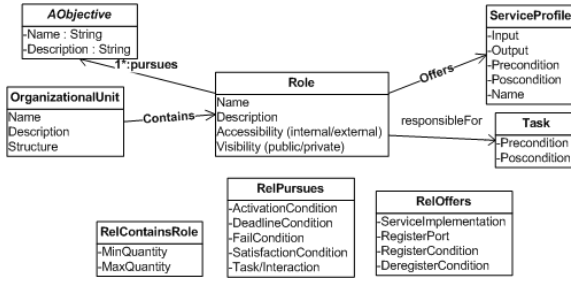 AObjective
-Name : String
-Description : String
1*:pursues
ServiceProfile
-Input
-Output
-Precondition
-Poscondition
-Name
Offers
Role
Name
Description
Accessibility (internal/external)
Visibility (public/private)
OrganizationalUnit
Name
Description
Structure
Contains
responsibleFor
Task
-Precondition
-Poscondition
RelPursues
-ActivationCondition
-DeadlineCondition
-FailCondition
-SatisfactionCondition
-Task/Interaction
RelOffers
-ServiceImplementation
-RegisterPort
-RegisterCondition
-DeregisterCondition
RelContainsRole
-MinQuantity
-MaxQuantity